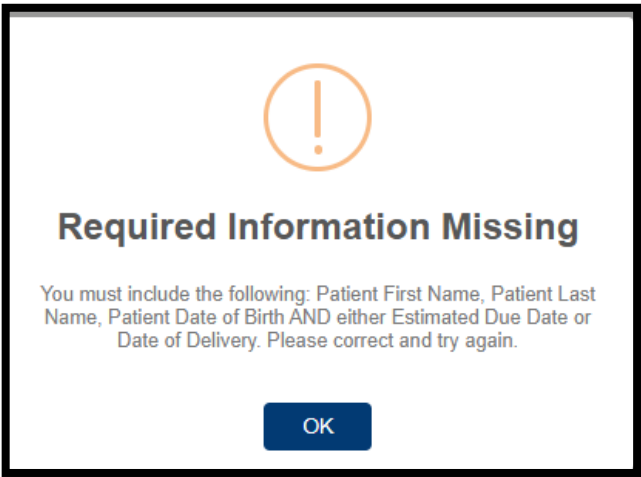 Required Information Missing
You must include the following: Patient First Name, Patient Last
Name, Patient Date of Birth AND either Estimated Due Date or
Date of Delivery. Please correct and try again.
OK